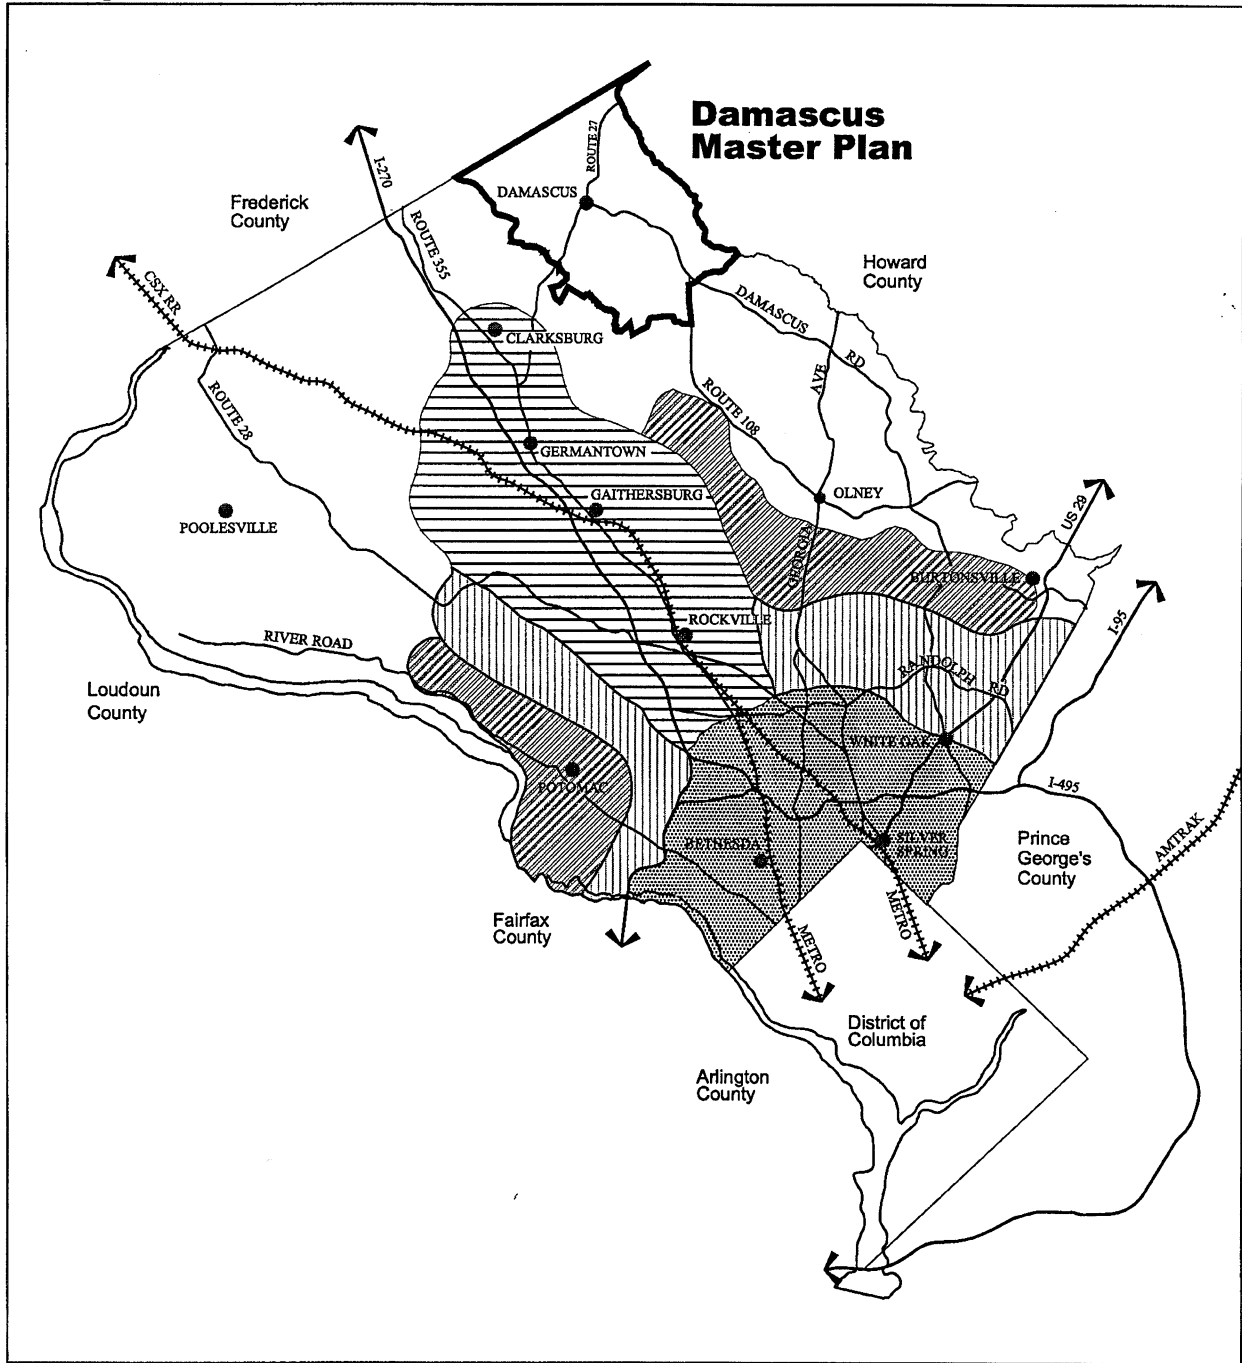 Damascus
Master Plan
ROUTE 27
I-270
DAMASCUS
Frederick
County
ROUTE 355
Howard
County
CSX RR
DAMASCUS
RD
CLARKSBURG
AVE
ROUTE 108
ROUTE 28
GERMANTOWN
GAITHERSBURG
OLNEY
US 29
POOLESVILLE
GEORGIA
BURTONSVILLE
I-95
ROCKVILLE
RIVER ROAD
RANDOLPH
RD
Loudoun
County
WHITE OAK
POTOMAC
I-495
AMTRAK
Prince
George's
County
SILVER
SPRING
BETHESDA
METRO
Fairfax
County
METRO
District of
Columbia
Arlington
County